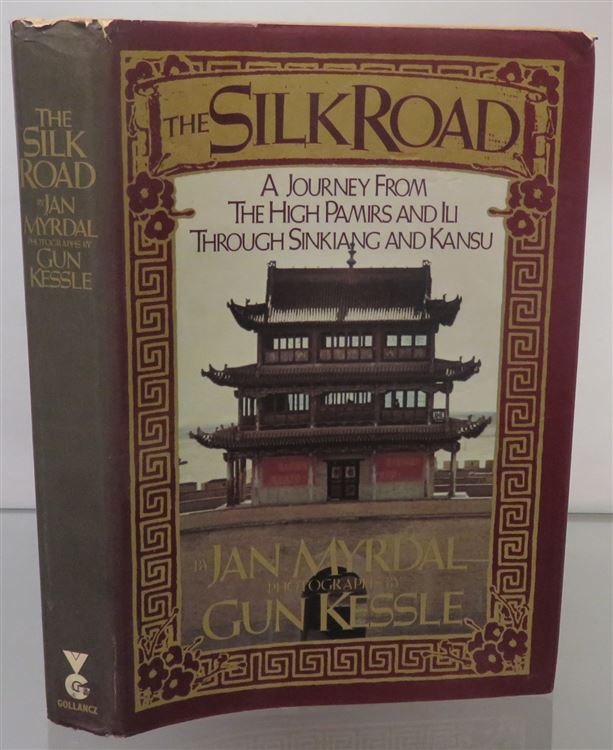 THE SILK ROAD
A JOURNEY FROM
THE HIGH PAMIRS AND ILI
THROUGH SINKIANG AND KANSU
BY JAN MYRDAL
PHOTOGRAPHS BY
GUN KESSLE
THE
SILK
ROAD
BY JAN
MYRDAL
PHOTOGRAPHS BY
GUN
KESSLE
VG
GOLLANCZ